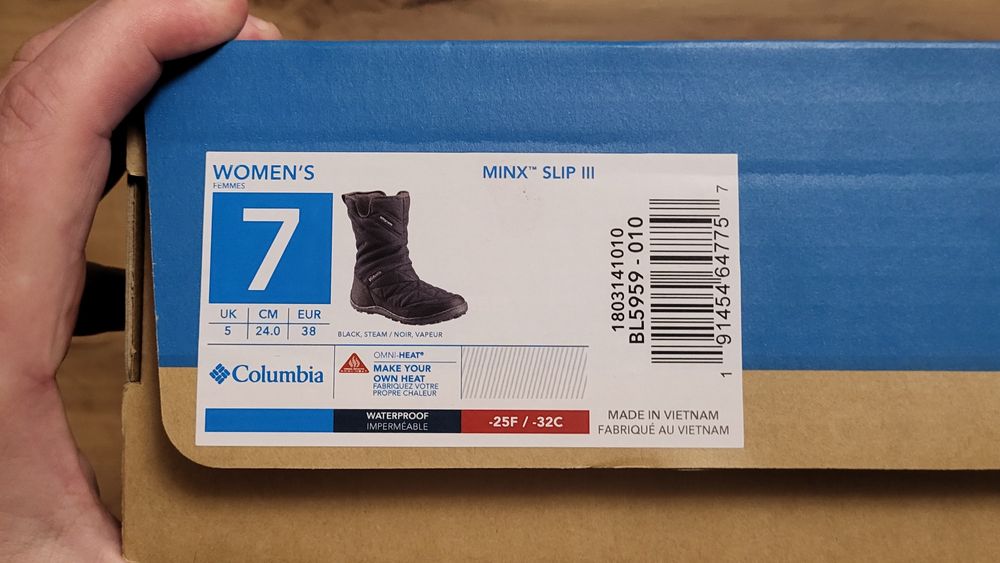 WOMEN'S
FEMMES
7
UK CM EUR
5 24.0 38
MINX™ SLIP III
BLACK, STEAM / NOIR, VAPEUR
1803141010
BL5959 - 010
1 91454 64775 7
Columbia
OMNI-HEAT®
MAKE YOUR
OWN HEAT
FABRIQUEZ VOTRE
PROPRE CHALEUR
WATERPROOF
IMPERMÉABLE
-25F / -32C
MADE IN VIETNAM
FABRIQUÉ AU VIETNAM